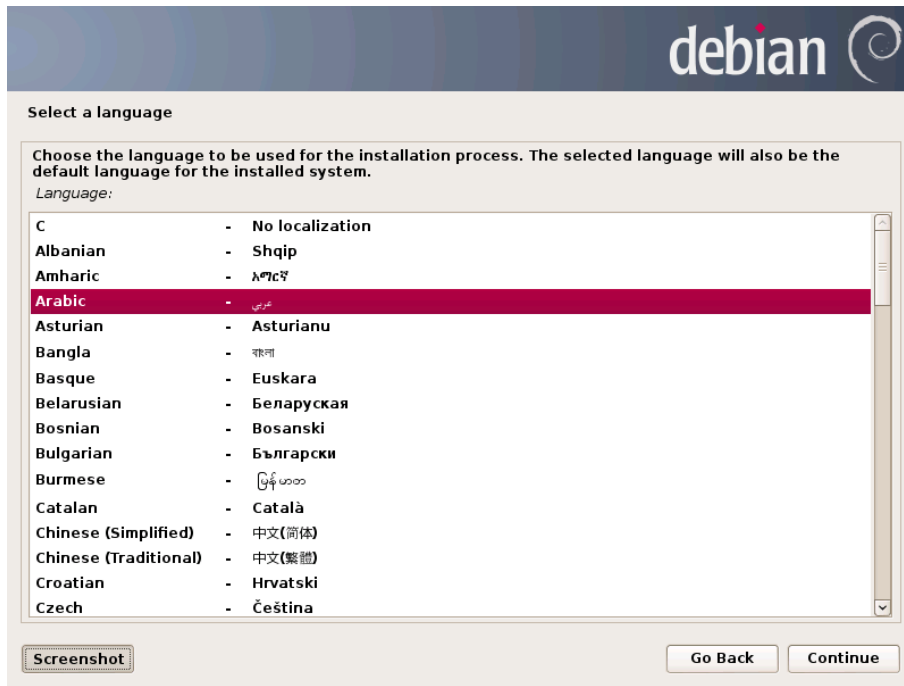 debian
Select a language
Choose the language to be used for the installation process. The selected language will also be the
default language for the installed system.
Language:
C - No localization
Albanian - Shqip
Amharic - አማርኛ
Arabic - عربي
Asturian - Asturianu
Bangla - বাংলা
Basque - Euskara
Belarusian - Беларуская
Bosnian - Bosanski
Bulgarian - Български
Burmese - မြန်မာစာ
Catalan - Català
Chinese (Simplified) - 中文(简体)
Chinese (Traditional) - 中文(繁體)
Croatian - Hrvatski
Czech - Čeština
Screenshot Go Back Continue